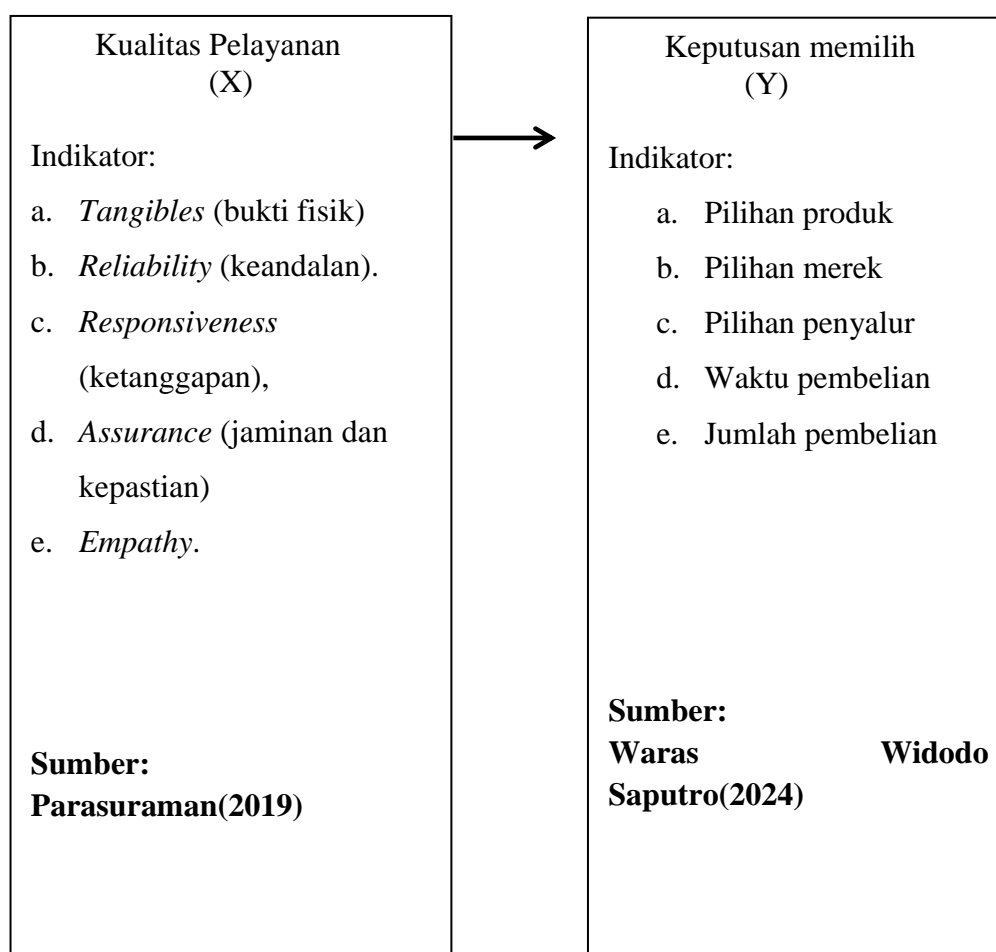 Kualitas Pelayanan
(X)
Indikator:
a. Tangibles (bukti fisik)
b. Reliability (keandalan).
c. Responsiveness
(ketanggapan),
d. Assurance (jaminan dan
kepastian)
e. Empathy.
Sumber:
Parasuraman(2019)
Keputusan memilih
(Y)
Indikator:
a. Pilihan produk
b. Pilihan merek
c. Pilihan penyalur
d. Waktu pembelian
e. Jumlah pembelian
Sumber:
Waras Widodo
Saputro(2024)